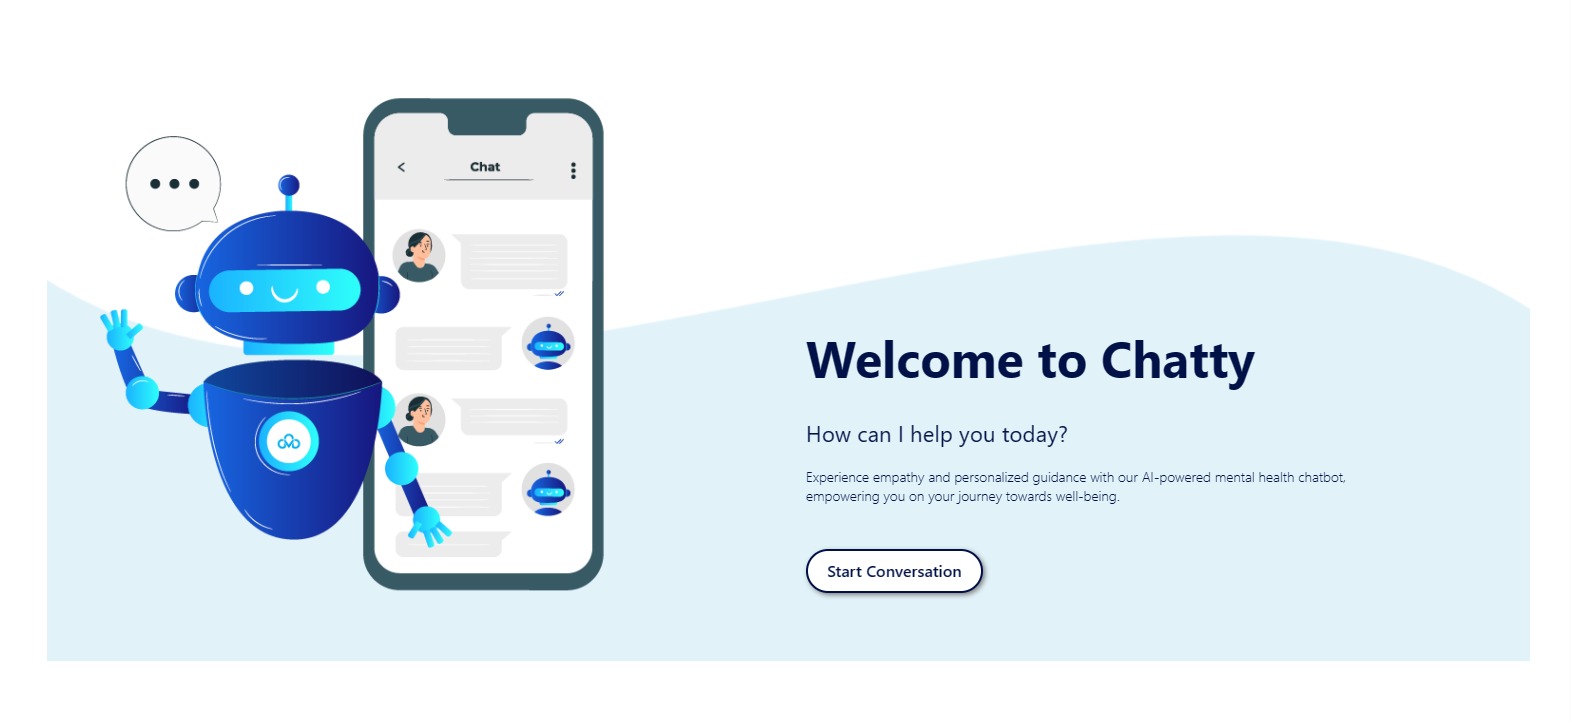 Chat
Welcome to Chatty
How can I help you today?
Experience empathy and personalized guidance with our AI-powered mental health chatbot,
empowering you on your journey towards well-being.
Start Conversation